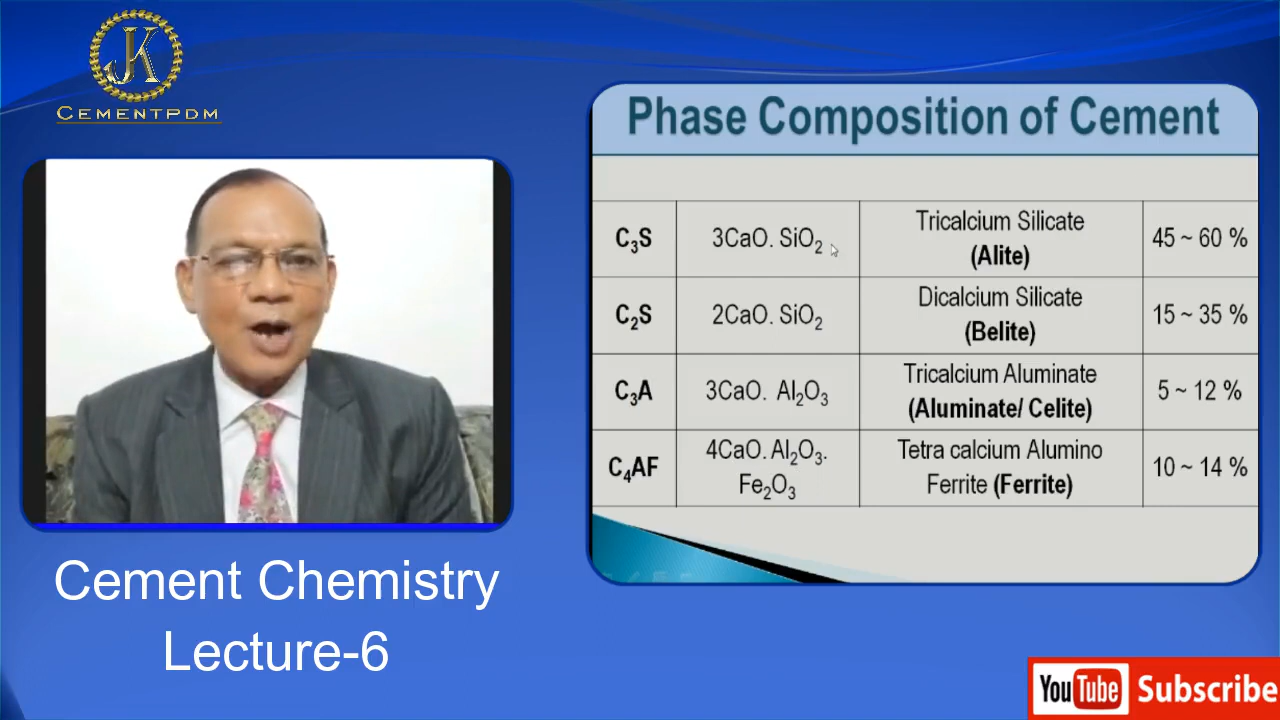 JK
CEMENTPDM
Phase Composition of Cement
C₃S
3CaO. SiO₂
Tricalcium Silicate
(Alite)
45 ~ 60 %
C₂S
2CaO. SiO₂
Dicalcium Silicate
(Belite)
15 ~ 35 %
C₃A
3CaO. Al₂O₃
Tricalcium Aluminate
(Aluminate/ Celite)
5 ~ 12 %
C₄AF
4CaO. Al₂O₃.
Fe₂O₃
Tetra calcium Alumino
Ferrite (Ferrite)
10 ~ 14 %
Cement Chemistry
Lecture-6
YouTube Subscribe